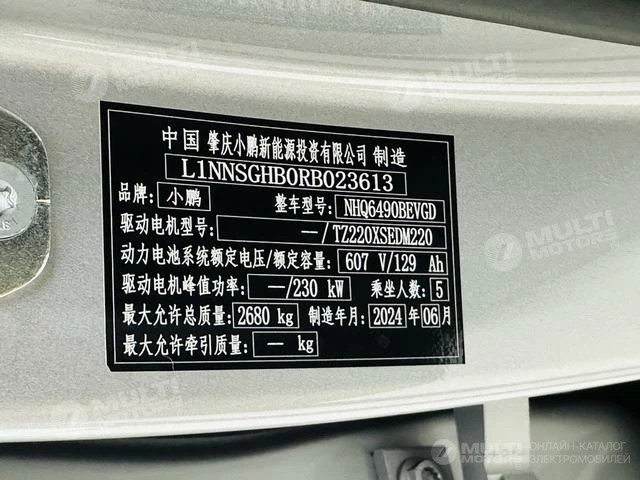 中国 肇庆小鹏新能源投资有限公司 制造
L1NNSGHB0RB023613
品牌: 小鹏 整车型号: NHQ6490BEVGD
驱动电机型号: —/TZ220XSEDM220
动力电池系统额定电压/额定容量: 607 V/129 Ah
驱动电机峰值功率: —/230 kW 乘坐人数: 5
最大允许总质量: 2680 kg 制造年月: 2024 年 06 月
最大允许牵引质量: — kg
MULTI
MOTORS
MULTI
MOTORS
MULTI MOTORS ОНЛАЙН-КАТАЛОГ
ЭЛЕКТРОМОБИЛЕЙ